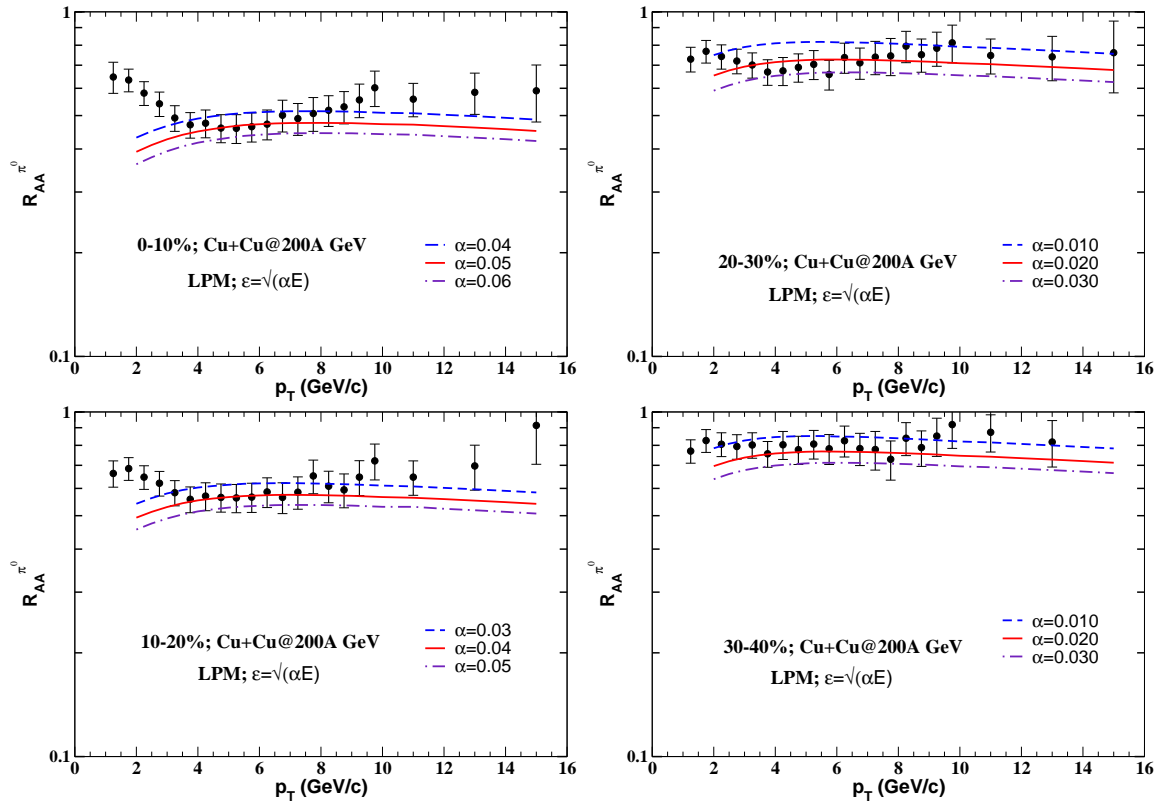 1
R_AA^π⁰
0-10%; Cu+Cu@200A GeV
LPM; ε=√(αE)
α=0.04
α=0.05
α=0.06
0.1
0 2 4 6 8 10 12 14 16
p_T (GeV/c)
1
R_AA^π⁰
20-30%; Cu+Cu@200A GeV
LPM; ε=√(αE)
α=0.010
α=0.020
α=0.030
0.1
0 2 4 6 8 10 12 14 16
p_T (GeV/c)
1
R_AA^π⁰
10-20%; Cu+Cu@200A GeV
LPM; ε=√(αE)
α=0.03
α=0.04
α=0.05
0.1
0 2 4 6 8 10 12 14 16
p_T (GeV/c)
1
R_AA^π⁰
30-40%; Cu+Cu@200A GeV
LPM; ε=√(αE)
α=0.010
α=0.020
α=0.030
0.1
0 2 4 6 8 10 12 14 16
p_T (GeV/c)